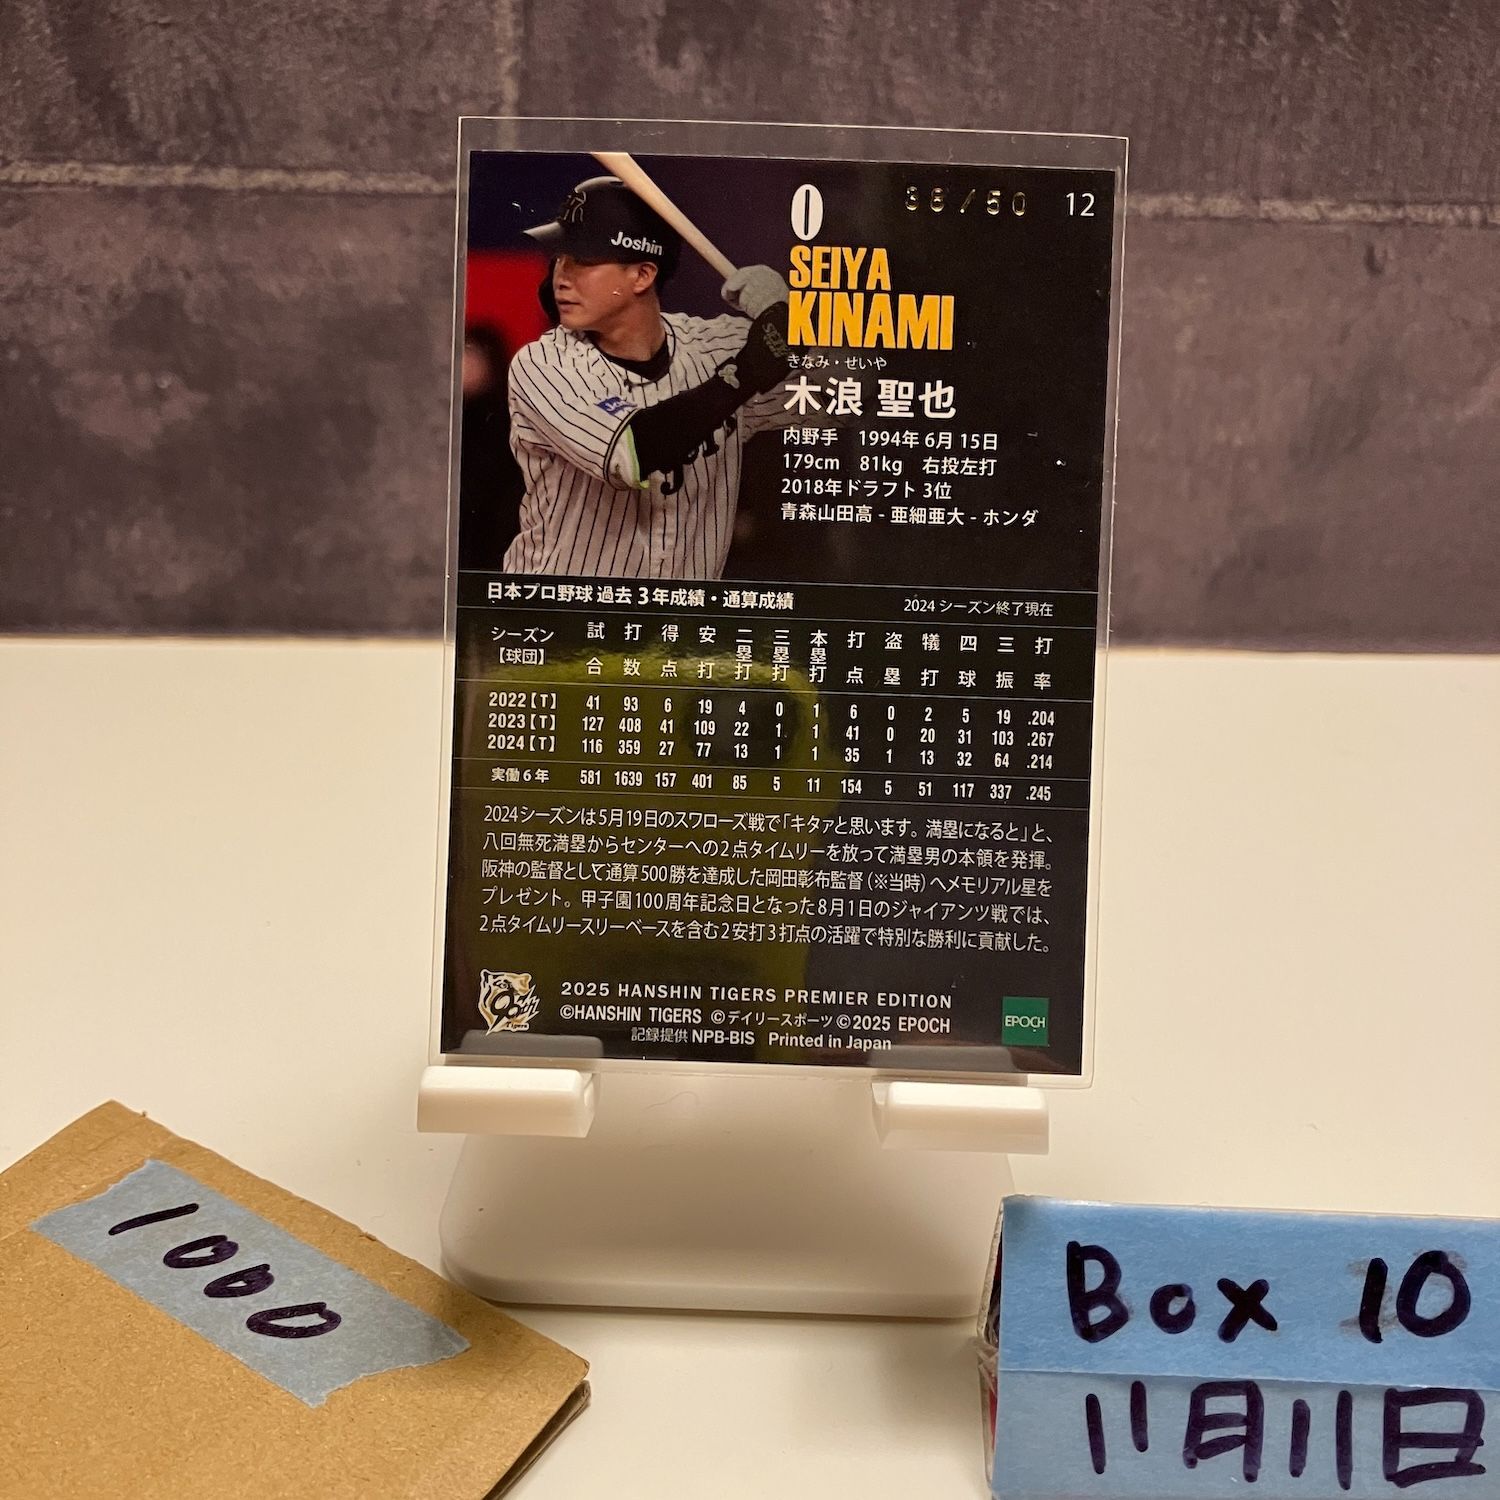 Joshin
0 36/50 12
SEIYA
KINAMI
きなみ・せいや
木浪 聖也
内野手 1994年6月15日
179cm 81kg 右投左打
2018年ドラフト3位
青森山田高 - 亜細亜大 - ホンダ
日本プロ野球 過去3年成績・通算成績 2024シーズン終了現在
シーズン【球団】 試合 打数 得点 安打 二塁打 三塁打 本塁打 打点 盗塁 犠打 四球 三振 打率
2022【T】 41 93 6 19 4 0 1 6 0 2 5 19 .204
2023【T】 127 408 41 109 22 1 1 41 0 20 31 103 .267
2024【T】 116 359 27 77 13 1 1 35 1 13 32 64 .214
実働6年 581 1639 157 401 85 5 11 154 5 51 117 337 .245
2024シーズンは5月19日のスワローズ戦で「キタァと思います。満塁になると」と、
八回無死満塁からセンターへの2点タイムリーを放って満塁男の本領を発揮。
阪神の監督として通算500勝を達成した岡田彰布監督（※当時）へメモリアル星を
プレゼント。甲子園100周年記念日となった8月1日のジャイアンツ戦では、
2点タイムリースリーベースを含む2安打3打点の活躍で特別な勝利に貢献した。
2025 HANSHIN TIGERS PREMIER EDITION
©HANSHIN TIGERS ©デイリースポーツ ©2025 EPOCH
記録提供 NPB-BIS Printed in Japan
EPOCH
1000
Box 10
11月11日